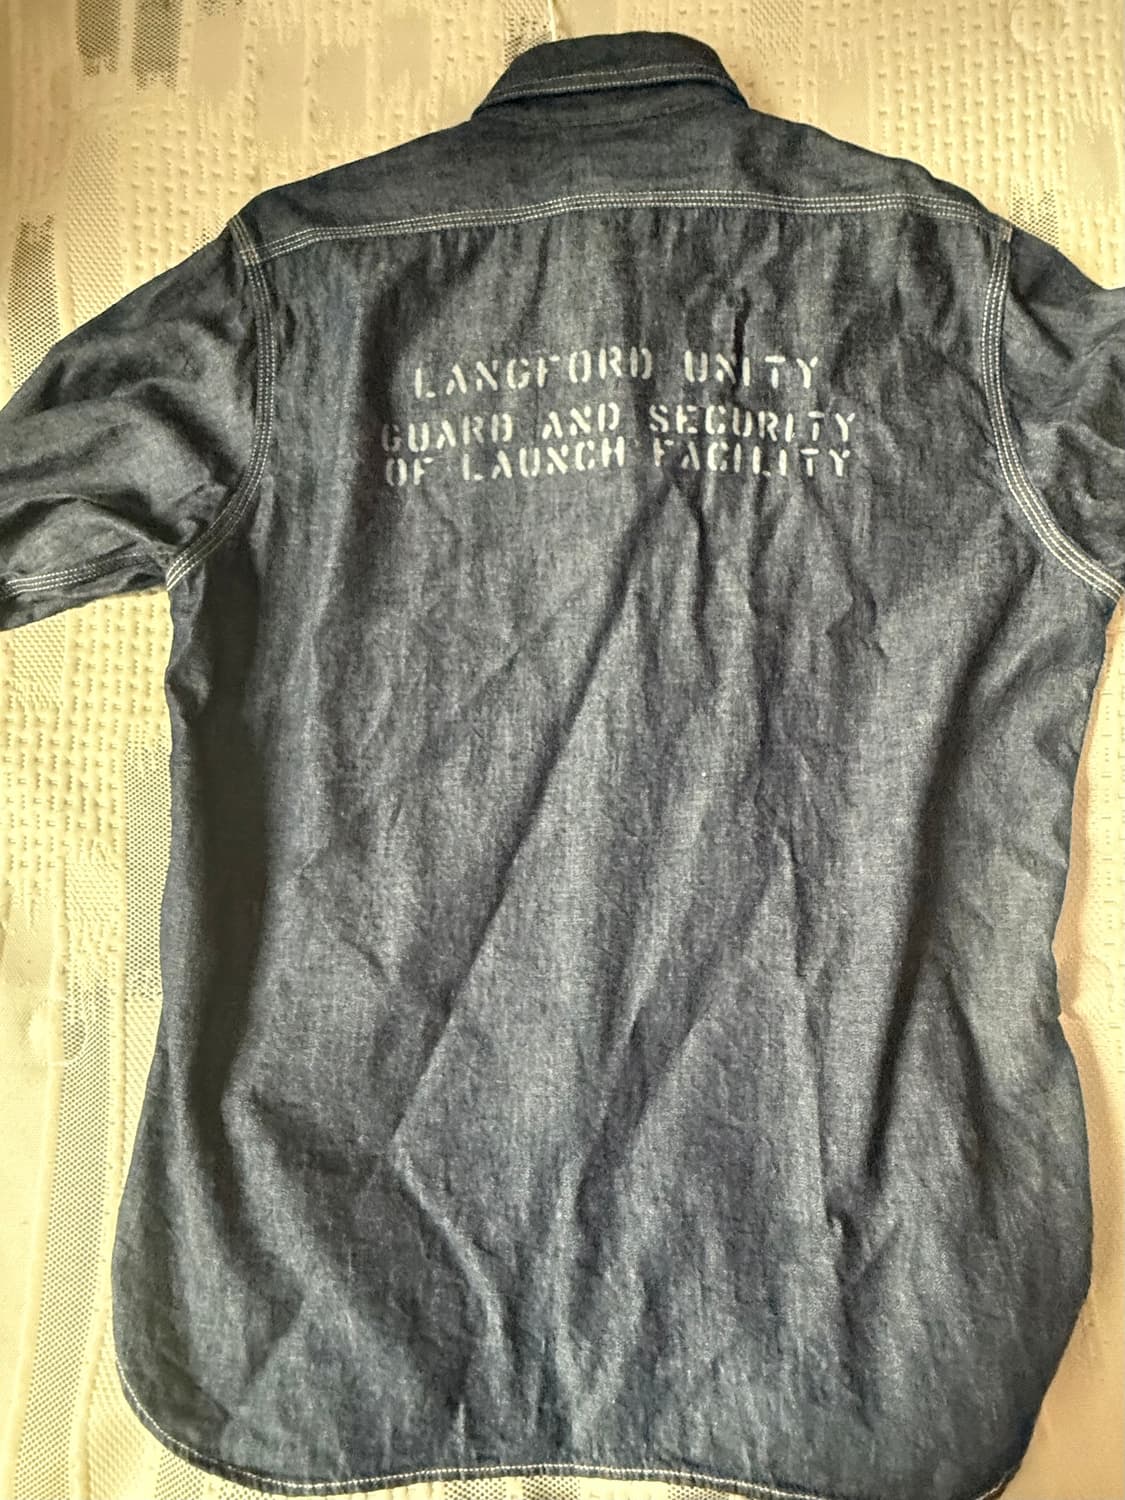 LANGFORD UNITY
GUARD AND SECURITY
OF LAUNCH FACILITY